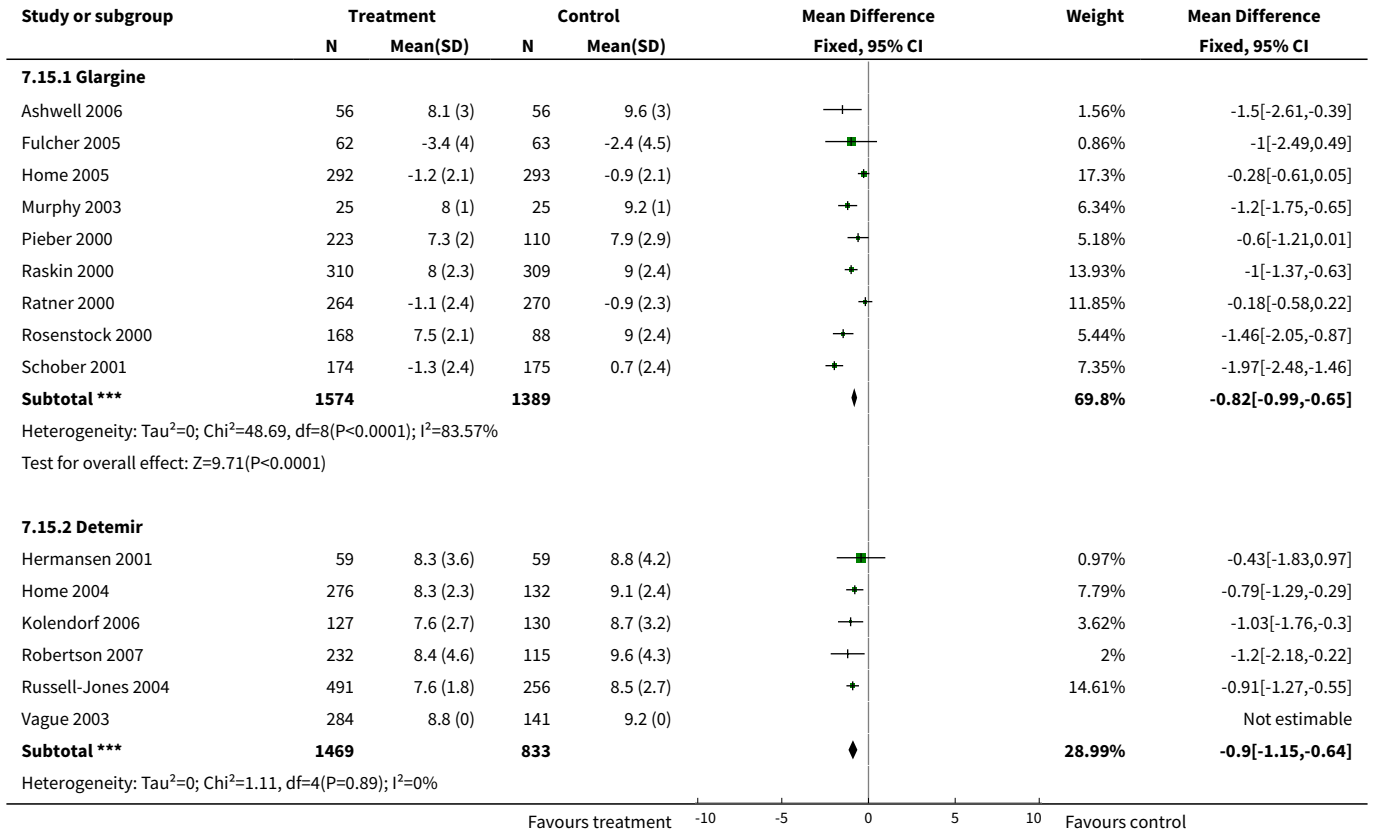 Study or subgroup Treatment Control Mean Difference Weight Mean Difference
N Mean(SD) N Mean(SD) Fixed, 95% CI Fixed, 95% CI
7.15.1 Glargine
Ashwell 2006 56 8.1 (3) 56 9.6 (3) 1.56% -1.5[-2.61,-0.39]
Fulcher 2005 62 -3.4 (4) 63 -2.4 (4.5) 0.86% -1[-2.49,0.49]
Home 2005 292 -1.2 (2.1) 293 -0.9 (2.1) 17.3% -0.28[-0.61,0.05]
Murphy 2003 25 8 (1) 25 9.2 (1) 6.34% -1.2[-1.75,-0.65]
Pieber 2000 223 7.3 (2) 110 7.9 (2.9) 5.18% -0.6[-1.21,0.01]
Raskin 2000 310 8 (2.3) 309 9 (2.4) 13.93% -1[-1.37,-0.63]
Ratner 2000 264 -1.1 (2.4) 270 -0.9 (2.3) 11.85% -0.18[-0.58,0.22]
Rosenstock 2000 168 7.5 (2.1) 88 9 (2.4) 5.44% -1.46[-2.05,-0.87]
Schober 2001 174 -1.3 (2.4) 175 0.7 (2.4) 7.35% -1.97[-2.48,-1.46]
Subtotal *** 1574 1389 69.8% -0.82[-0.99,-0.65]
Heterogeneity: Tau²=0; Chi²=48.69, df=8(P<0.0001); I²=83.57%
Test for overall effect: Z=9.71(P<0.0001)
7.15.2 Detemir
Hermansen 2001 59 8.3 (3.6) 59 8.8 (4.2) 0.97% -0.43[-1.83,0.97]
Home 2004 276 8.3 (2.3) 132 9.1 (2.4) 7.79% -0.79[-1.29,-0.29]
Kolendorf 2006 127 7.6 (2.7) 130 8.7 (3.2) 3.62% -1.03[-1.76,-0.3]
Robertson 2007 232 8.4 (4.6) 115 9.6 (4.3) 2% -1.2[-2.18,-0.22]
Russell-Jones 2004 491 7.6 (1.8) 256 8.5 (2.7) 14.61% -0.91[-1.27,-0.55]
Vague 2003 284 8.8 (0) 141 9.2 (0) Not estimable
Subtotal *** 1469 833 28.99% -0.9[-1.15,-0.64]
Heterogeneity: Tau²=0; Chi²=1.11, df=4(P=0.89); I²=0%
Favours treatment -10 -5 0 5 10 Favours control